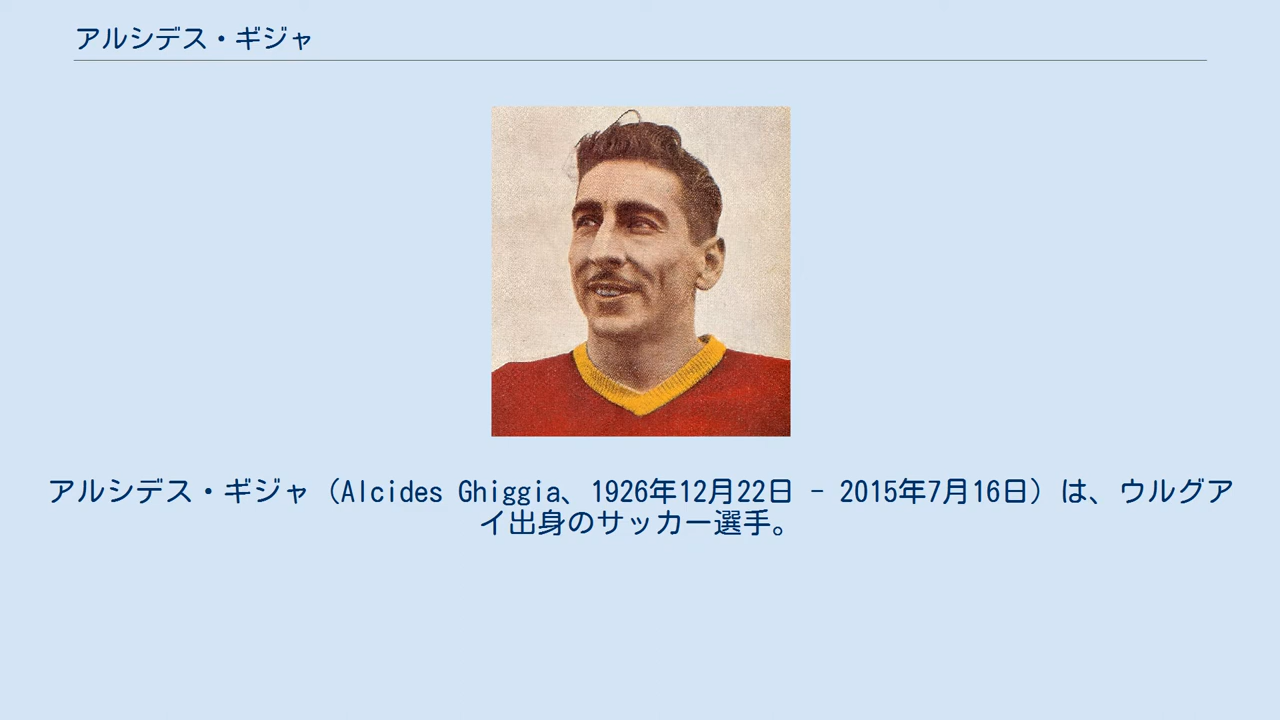 アルシデス・ギジャ
アルシデス・ギジャ（Alcides Ghiggia、1926年12月22日 - 2015年7月16日）は、ウルグア
イ出身のサッカー選手。